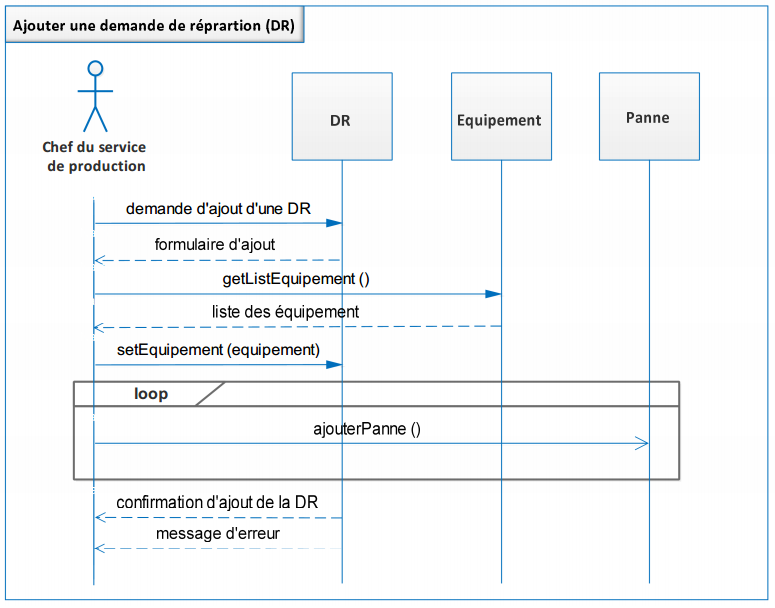 Ajouter une demande de réprartion (DR)
Chef du service
de production
DR
Equipement
Panne
demande d'ajout d'une DR
formulaire d'ajout
getListEquipement ()
liste des équipement
setEquipement (equipement)
loop
ajouterPanne ()
confirmation d'ajout de la DR
message d'erreur